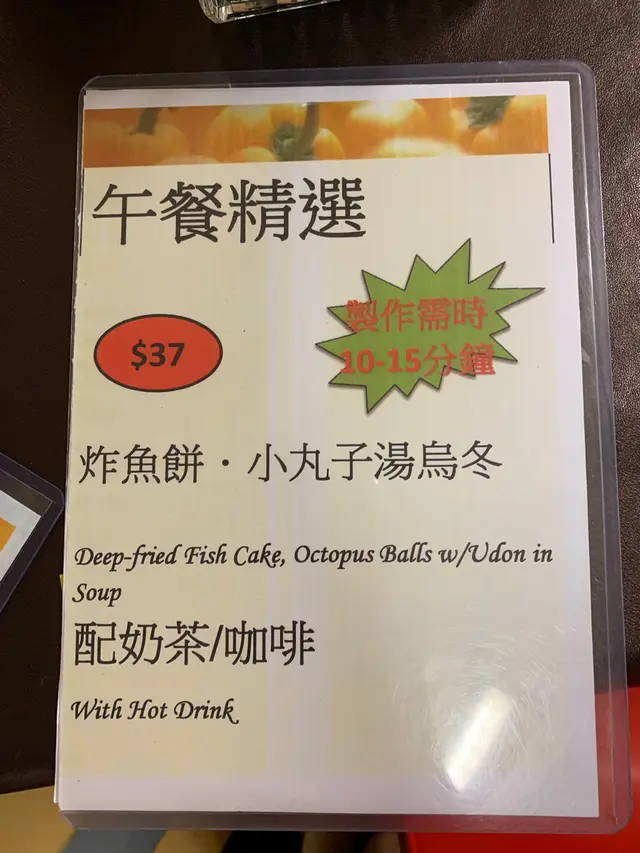 午餐精選
製作需時
10-15分鐘
$37
炸魚餅・小丸子湯烏冬
Deep-fried Fish Cake, Octopus Balls w/Udon in
Soup
配奶茶/咖啡
With Hot Drink